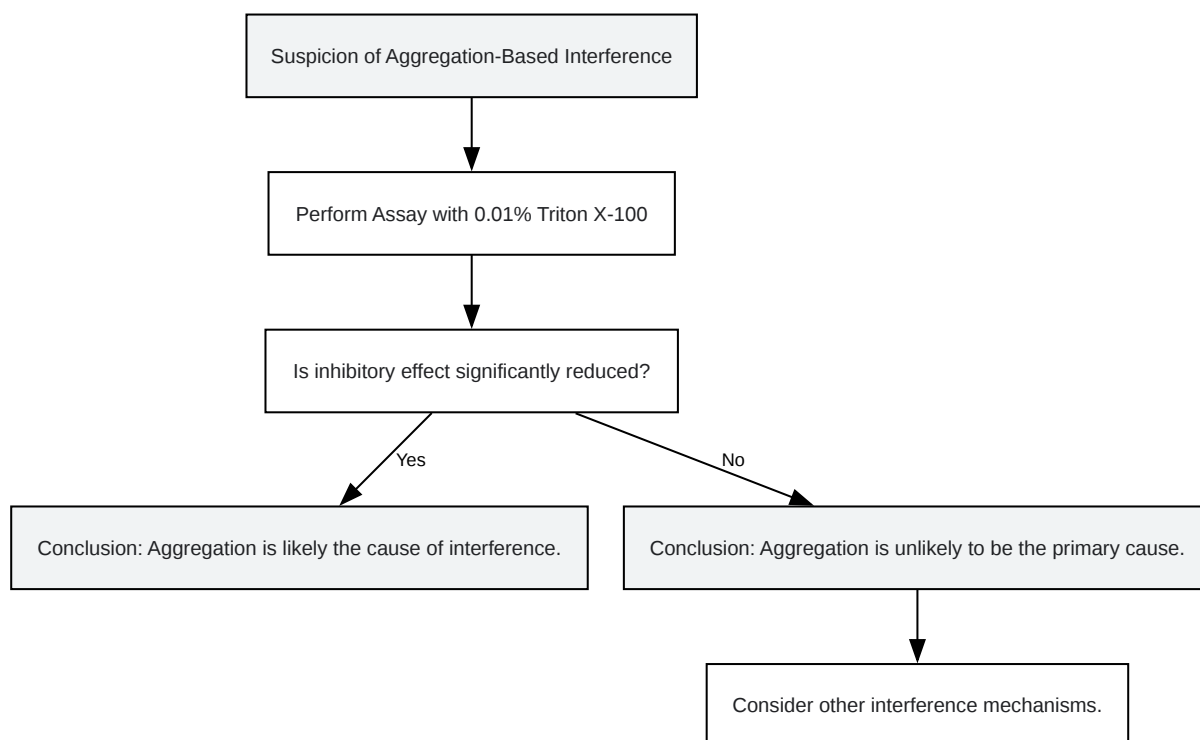 Suspicion of Aggregation-Based Interference
Perform Assay with 0.01% Triton X-100
Is inhibitory effect significantly reduced?
Yes
No
Conclusion: Aggregation is likely the cause of interference.
Conclusion: Aggregation is unlikely to be the primary cause.
Consider other interference mechanisms.